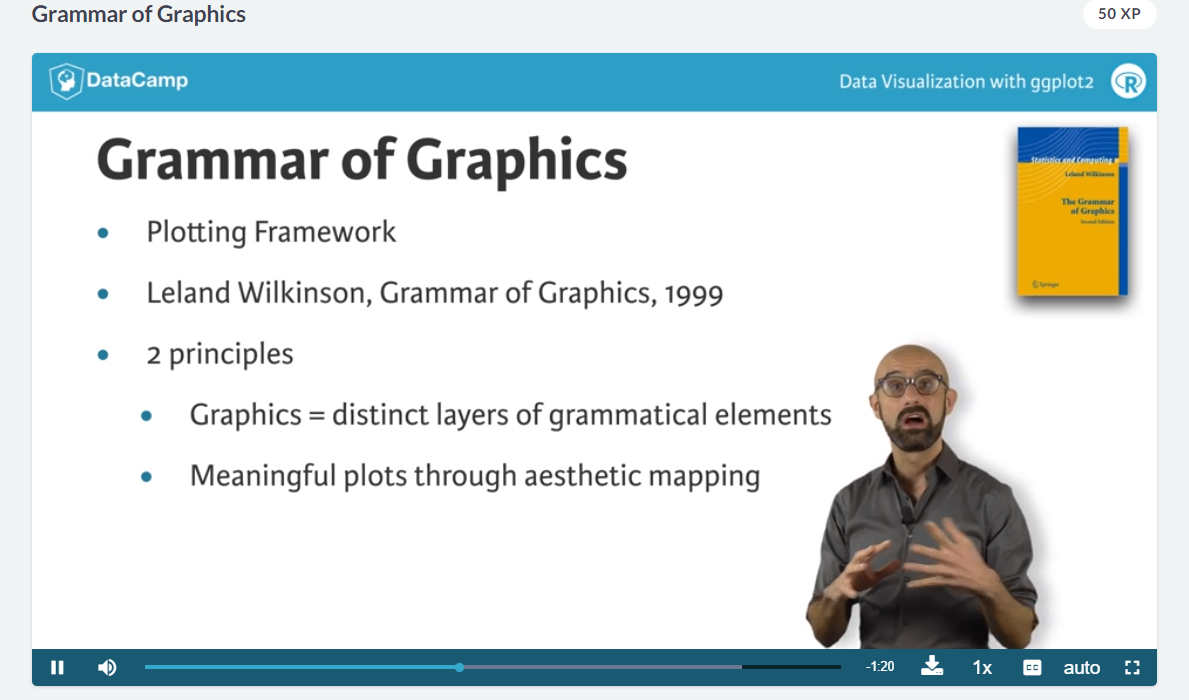 Grammar of Graphics
50 XP
DataCamp
Data Visualization with ggplot2
R
Grammar of Graphics
Statistics and Computing
Leland Wilkinson
The Grammar
of Graphics
Second Edition
Springer
• Plotting Framework
• Leland Wilkinson, Grammar of Graphics, 1999
• 2 principles
• Graphics = distinct layers of grammatical elements
• Meaningful plots through aesthetic mapping
-1:20
1x
CC
auto